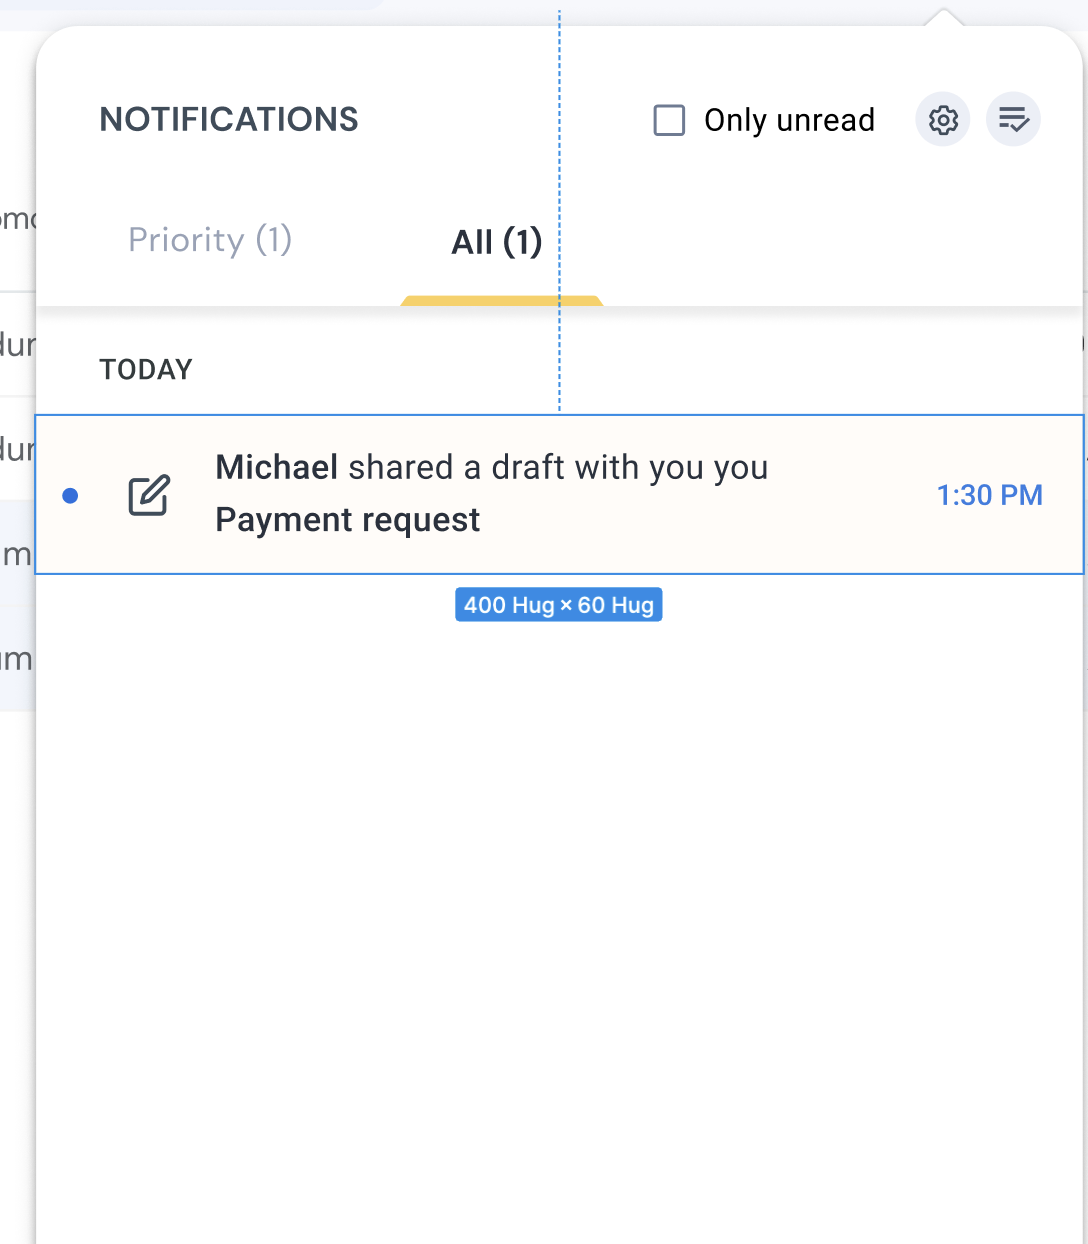 NOTIFICATIONS
Only unread
Priority (1)
All (1)
TODAY
Michael shared a draft with you you
Payment request
1:30 PM
400 Hug × 60 Hug